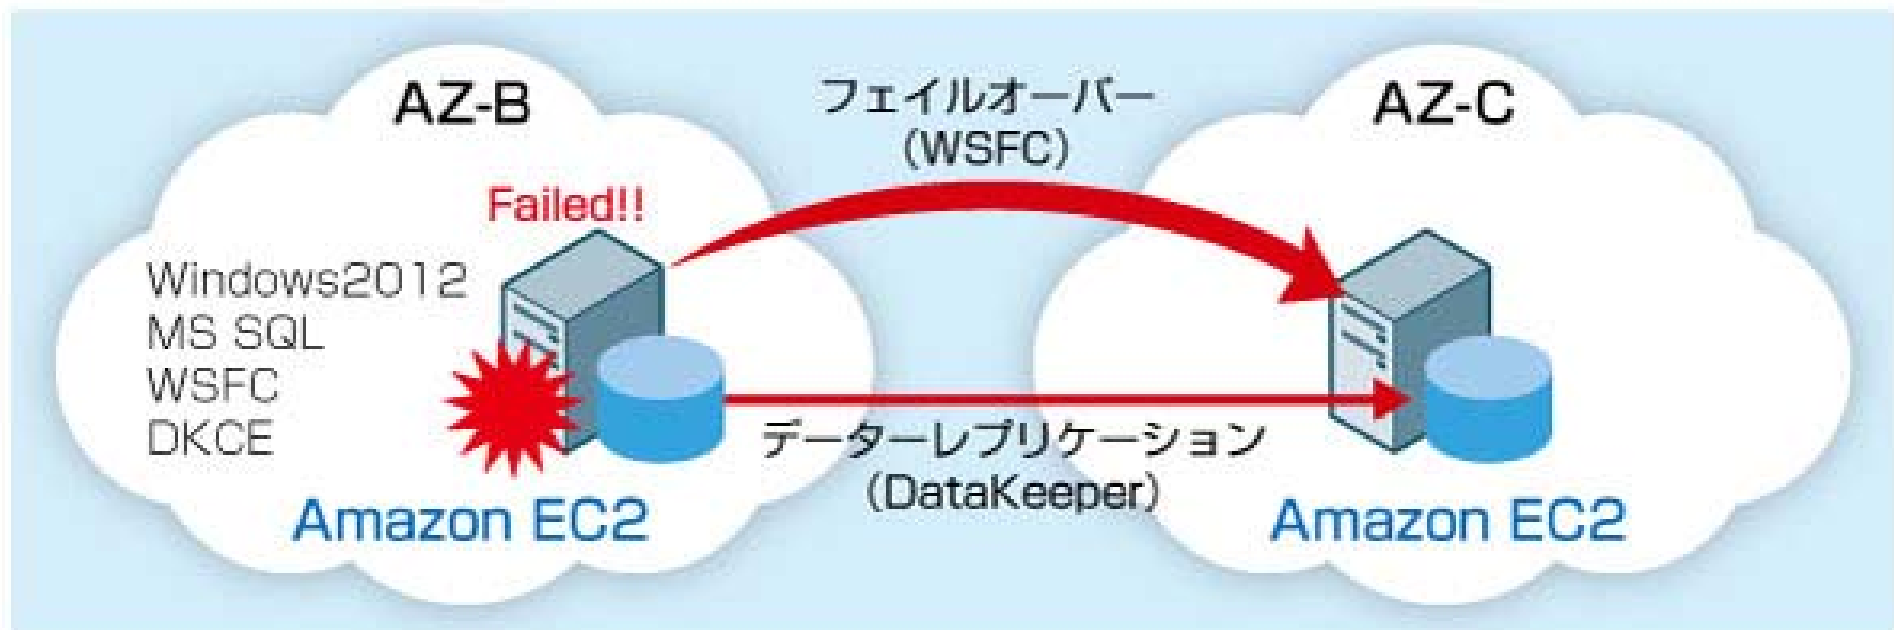 AZ-B
フェイルオーバー
(WSFC)
AZ-C
Failed!!
Windows2012
MS SQL
WSFC
DKCE
データーレプリケーション
(DataKeeper)
Amazon EC2
Amazon EC2